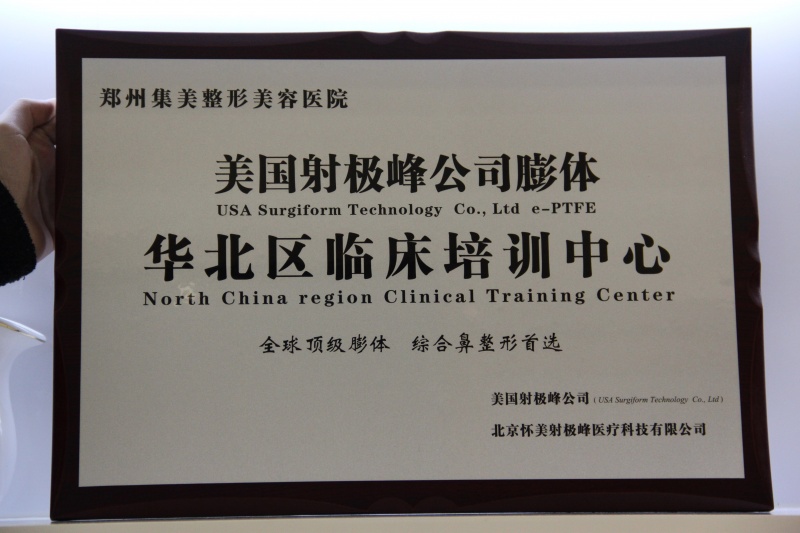 郑州集美整形美容医院
美国射极峰公司膨体
USA Surgiform Technology Co., Ltd e-PTFE
华北区临床培训中心
North China region Clinical Training Center
全球顶级膨体 综合鼻整形首选
美国射极峰公司 ( USA Surgiform Technology Co., Ltd )
北京怀美射极峰医疗科技有限公司